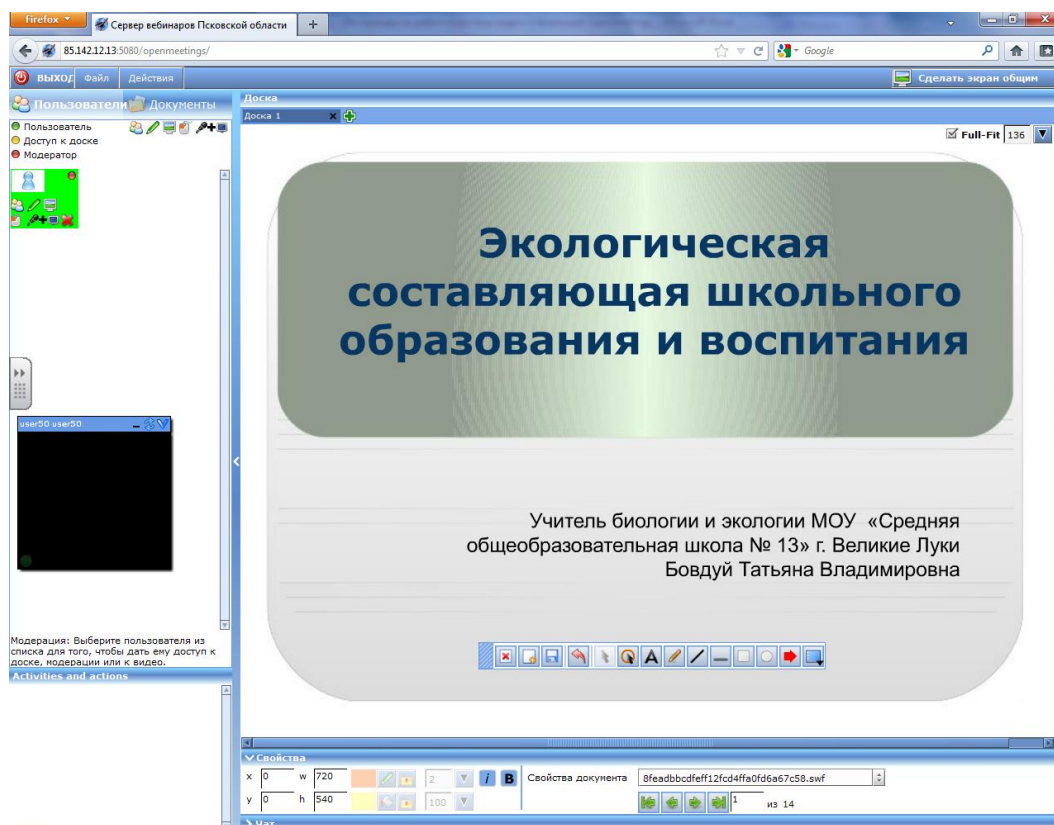 Firefox
Сервер вебинаров Псковской области
85.142.12.13:5080/openmeetings/
Google
ВЫХОД
Файл
Действия
Сделать экран общим
Пользователи
Документы
Доска
Доска 1
Full-Fit 136
Пользователь
Доступ к доске
Модератор
Экологическая
составляющая школьного
образования и воспитания
Учитель биологии и экологии МОУ «Средняя
общеобразовательная школа № 13» г. Великие Луки
Бовдуй Татьяна Владимировна
user50 user50
Модерация: Выберите пользователя из
списка для того, чтобы дать ему доступ к
доске, модерации или к видео.
Activities and actions
Свойства
x 0 w 720
2
i B
Свойства документа
8feadbbcdfeff12fcd4ffa0fd6a67c58.swf
y 0 h 540
100
1 из 14
Чат